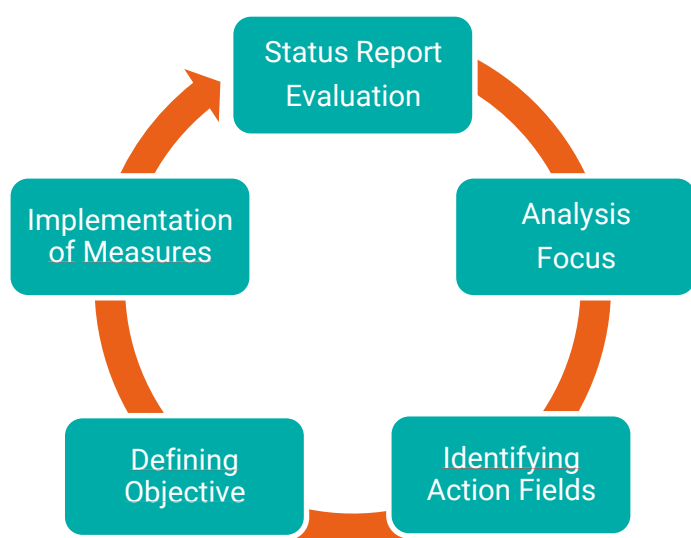 Status Report
Evaluation
Analysis
Focus
Identifying
Action Fields
Defining
Objective
Implementation
of Measures